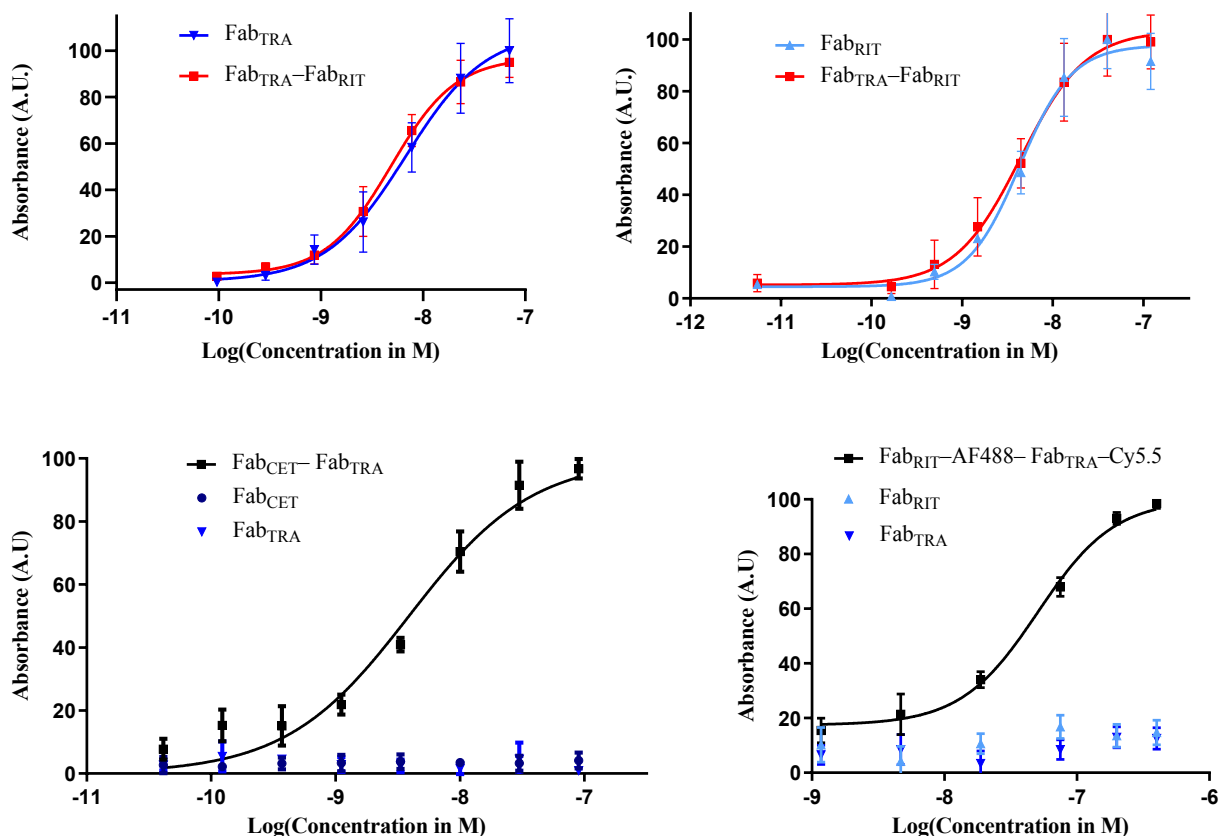 Fab_TRA
Fab_TRA–Fab_RIT
Absorbance (A.U.)
100
80
60
40
20
0
-11
-10
-9
-8
-7
Log(Concentration in M)
Fab_RIT
Fab_TRA–Fab_RIT
Absorbance (A.U.)
100
80
60
40
20
0
-12
-11
-10
-9
-8
-7
Log(Concentration in M)
Fab_CET– Fab_TRA
Fab_CET
Fab_TRA
Absorbance (A.U)
100
80
60
40
20
0
-11
-10
-9
-8
-7
Log(Concentration in M)
Fab_RIT–AF488– Fab_TRA–Cy5.5
Fab_RIT
Fab_TRA
Absorbance (A.U)
100
80
60
40
20
0
-9
-8
-7
-6
Log(Concentration in M)